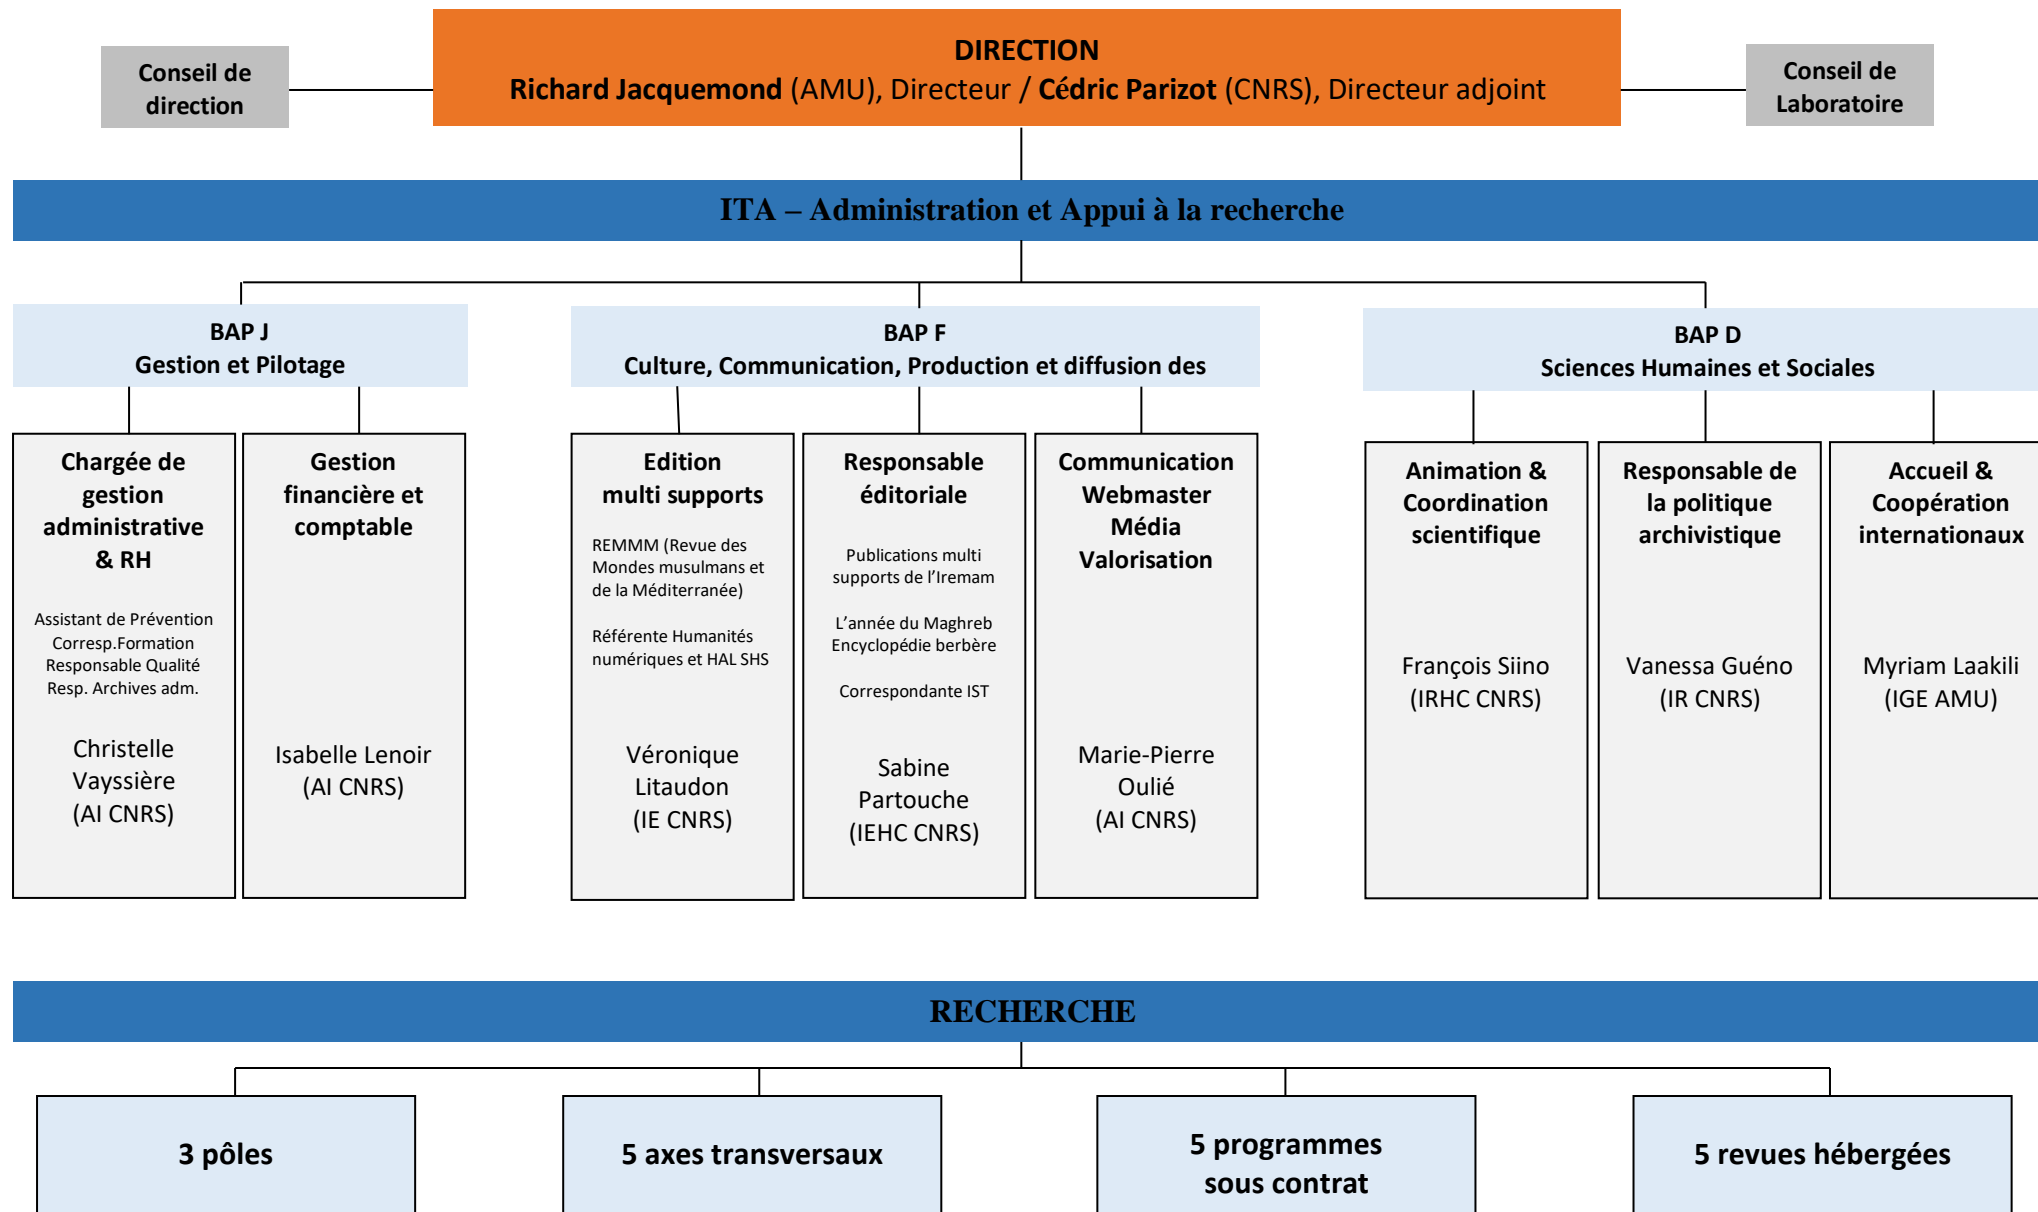 Conseil de
direction
DIRECTION
Richard Jacquemond (AMU), Directeur / Cédric Parizot (CNRS), Directeur adjoint
Conseil de
Laboratoire
ITA – Administration et Appui à la recherche
BAP J
Gestion et Pilotage
BAP F
Culture, Communication, Production et diffusion des
BAP D
Sciences Humaines et Sociales
Chargée de
gestion
administrative
& RH
Assistant de Prévention
Corresp.Formation
Responsable Qualité
Resp. Archives adm.
Christelle
Vayssière
(AI CNRS)
Gestion
financière et
comptable
Isabelle Lenoir
(AI CNRS)
Edition
multi supports
REMMM (Revue des
Mondes musulmans et
de la Méditerranée)
Référente Humanités
numériques et HAL SHS
Véronique
Litaudon
(IE CNRS)
Responsable
éditoriale
Publications multi
supports de l’Iremam
L’année du Maghreb
Encyclopédie berbère
Correspondante IST
Sabine
Partouche
(IEHC CNRS)
Communication
Webmaster
Média
Valorisation
Marie-Pierre
Oulié
(AI CNRS)
Animation &
Coordination
scientifique
François Siino
(IRHC CNRS)
Responsable de
la politique
archivistique
Vanessa Guéno
(IR CNRS)
Accueil &
Coopération
internationaux
Myriam Laakili
(IGE AMU)
RECHERCHE
3 pôles
5 axes transversaux
5 programmes
sous contrat
5 revues hébergées